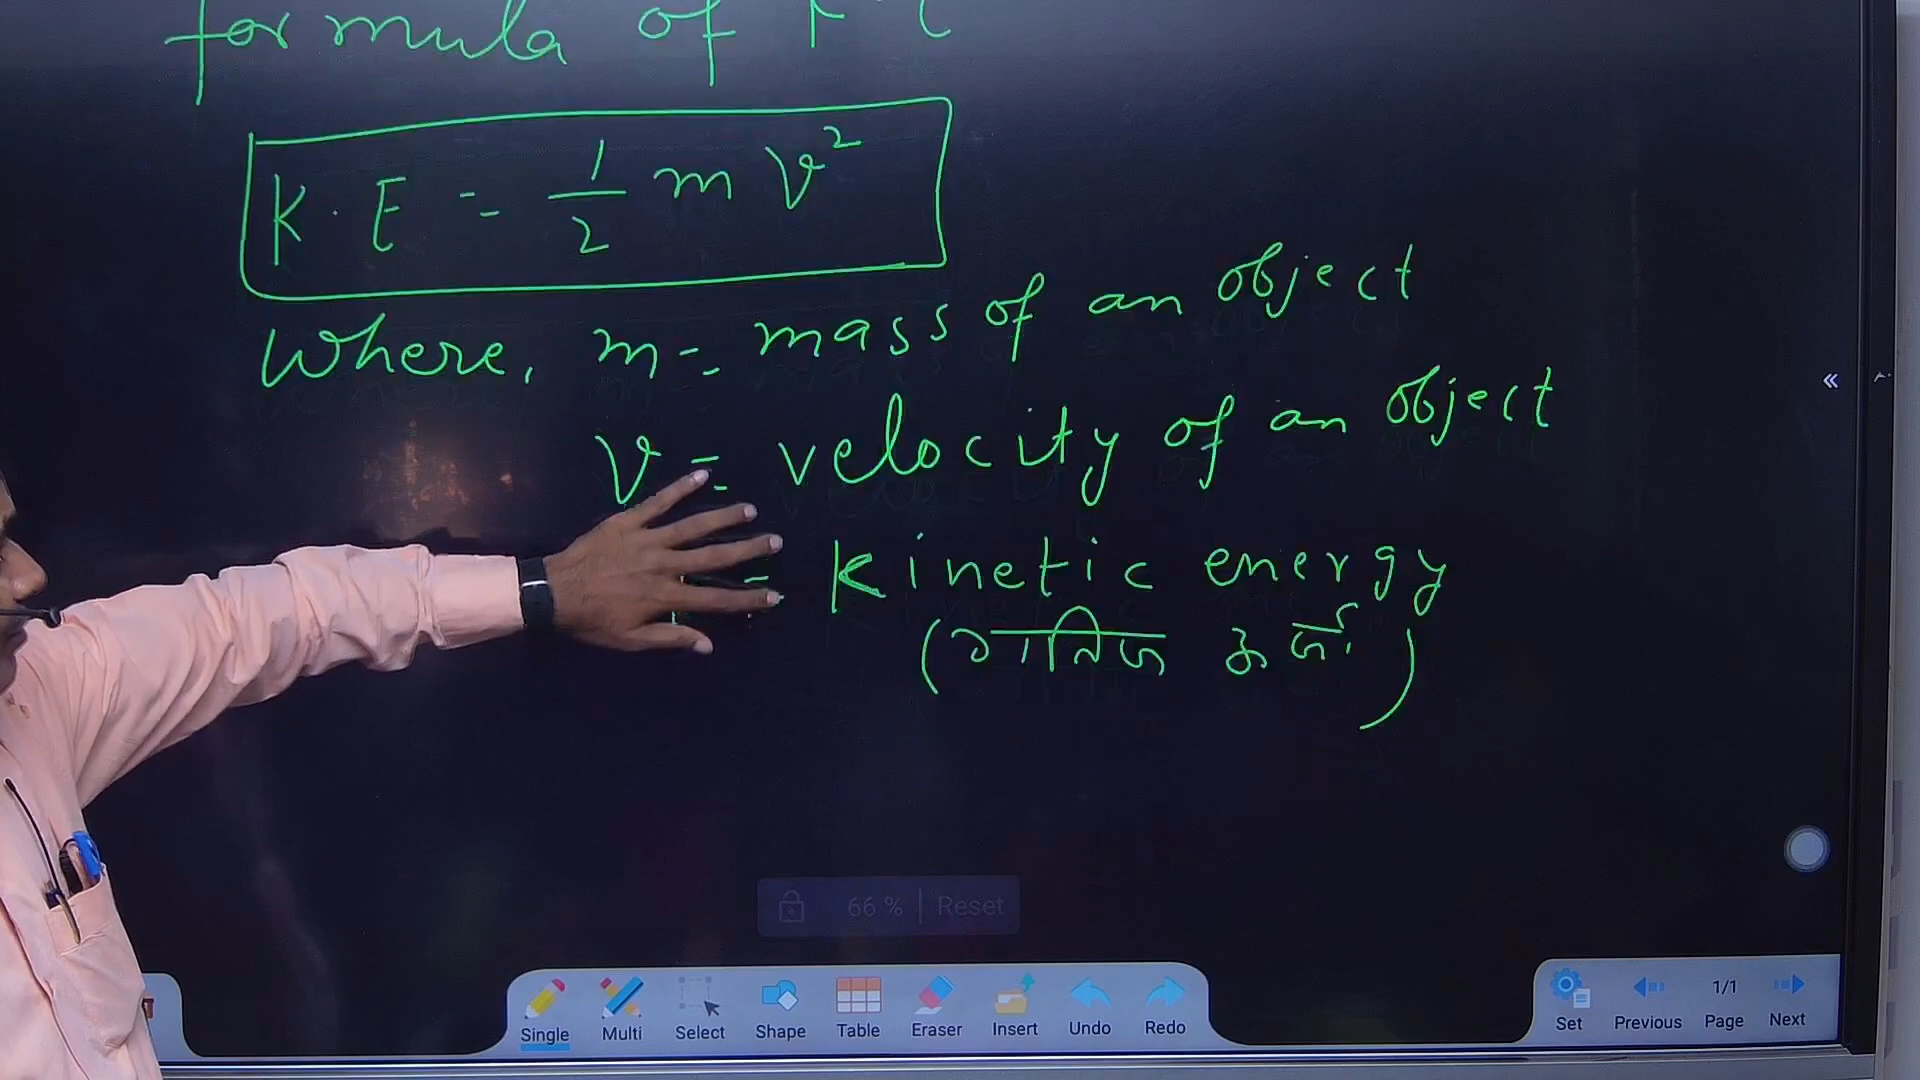 formula of
K.E = 1/2 m v²
Where, m = mass of an object
v = velocity of an object
= Kinetic energy
(गतिज ऊर्जा)
66 % | Reset
Single Multi Select Shape Table Eraser Insert Undo Redo
Set Previous 1/1 Page Next